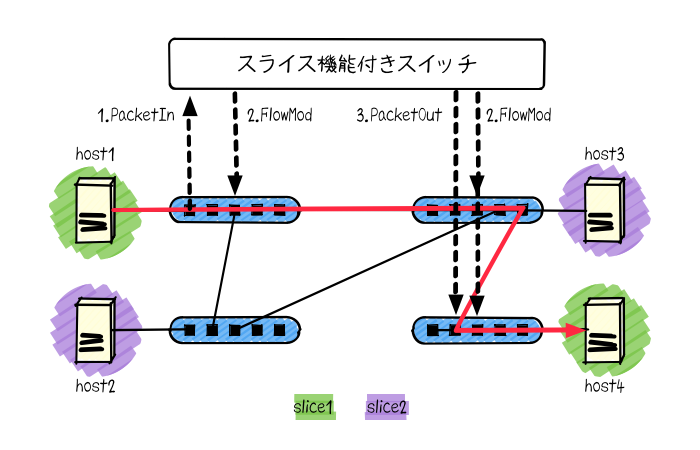 スライス機能付きスイッチ
1.PacketIn
2.FlowMod
3.PacketOut
2.FlowMod
host1
host3
host2
host4
slice1
slice2